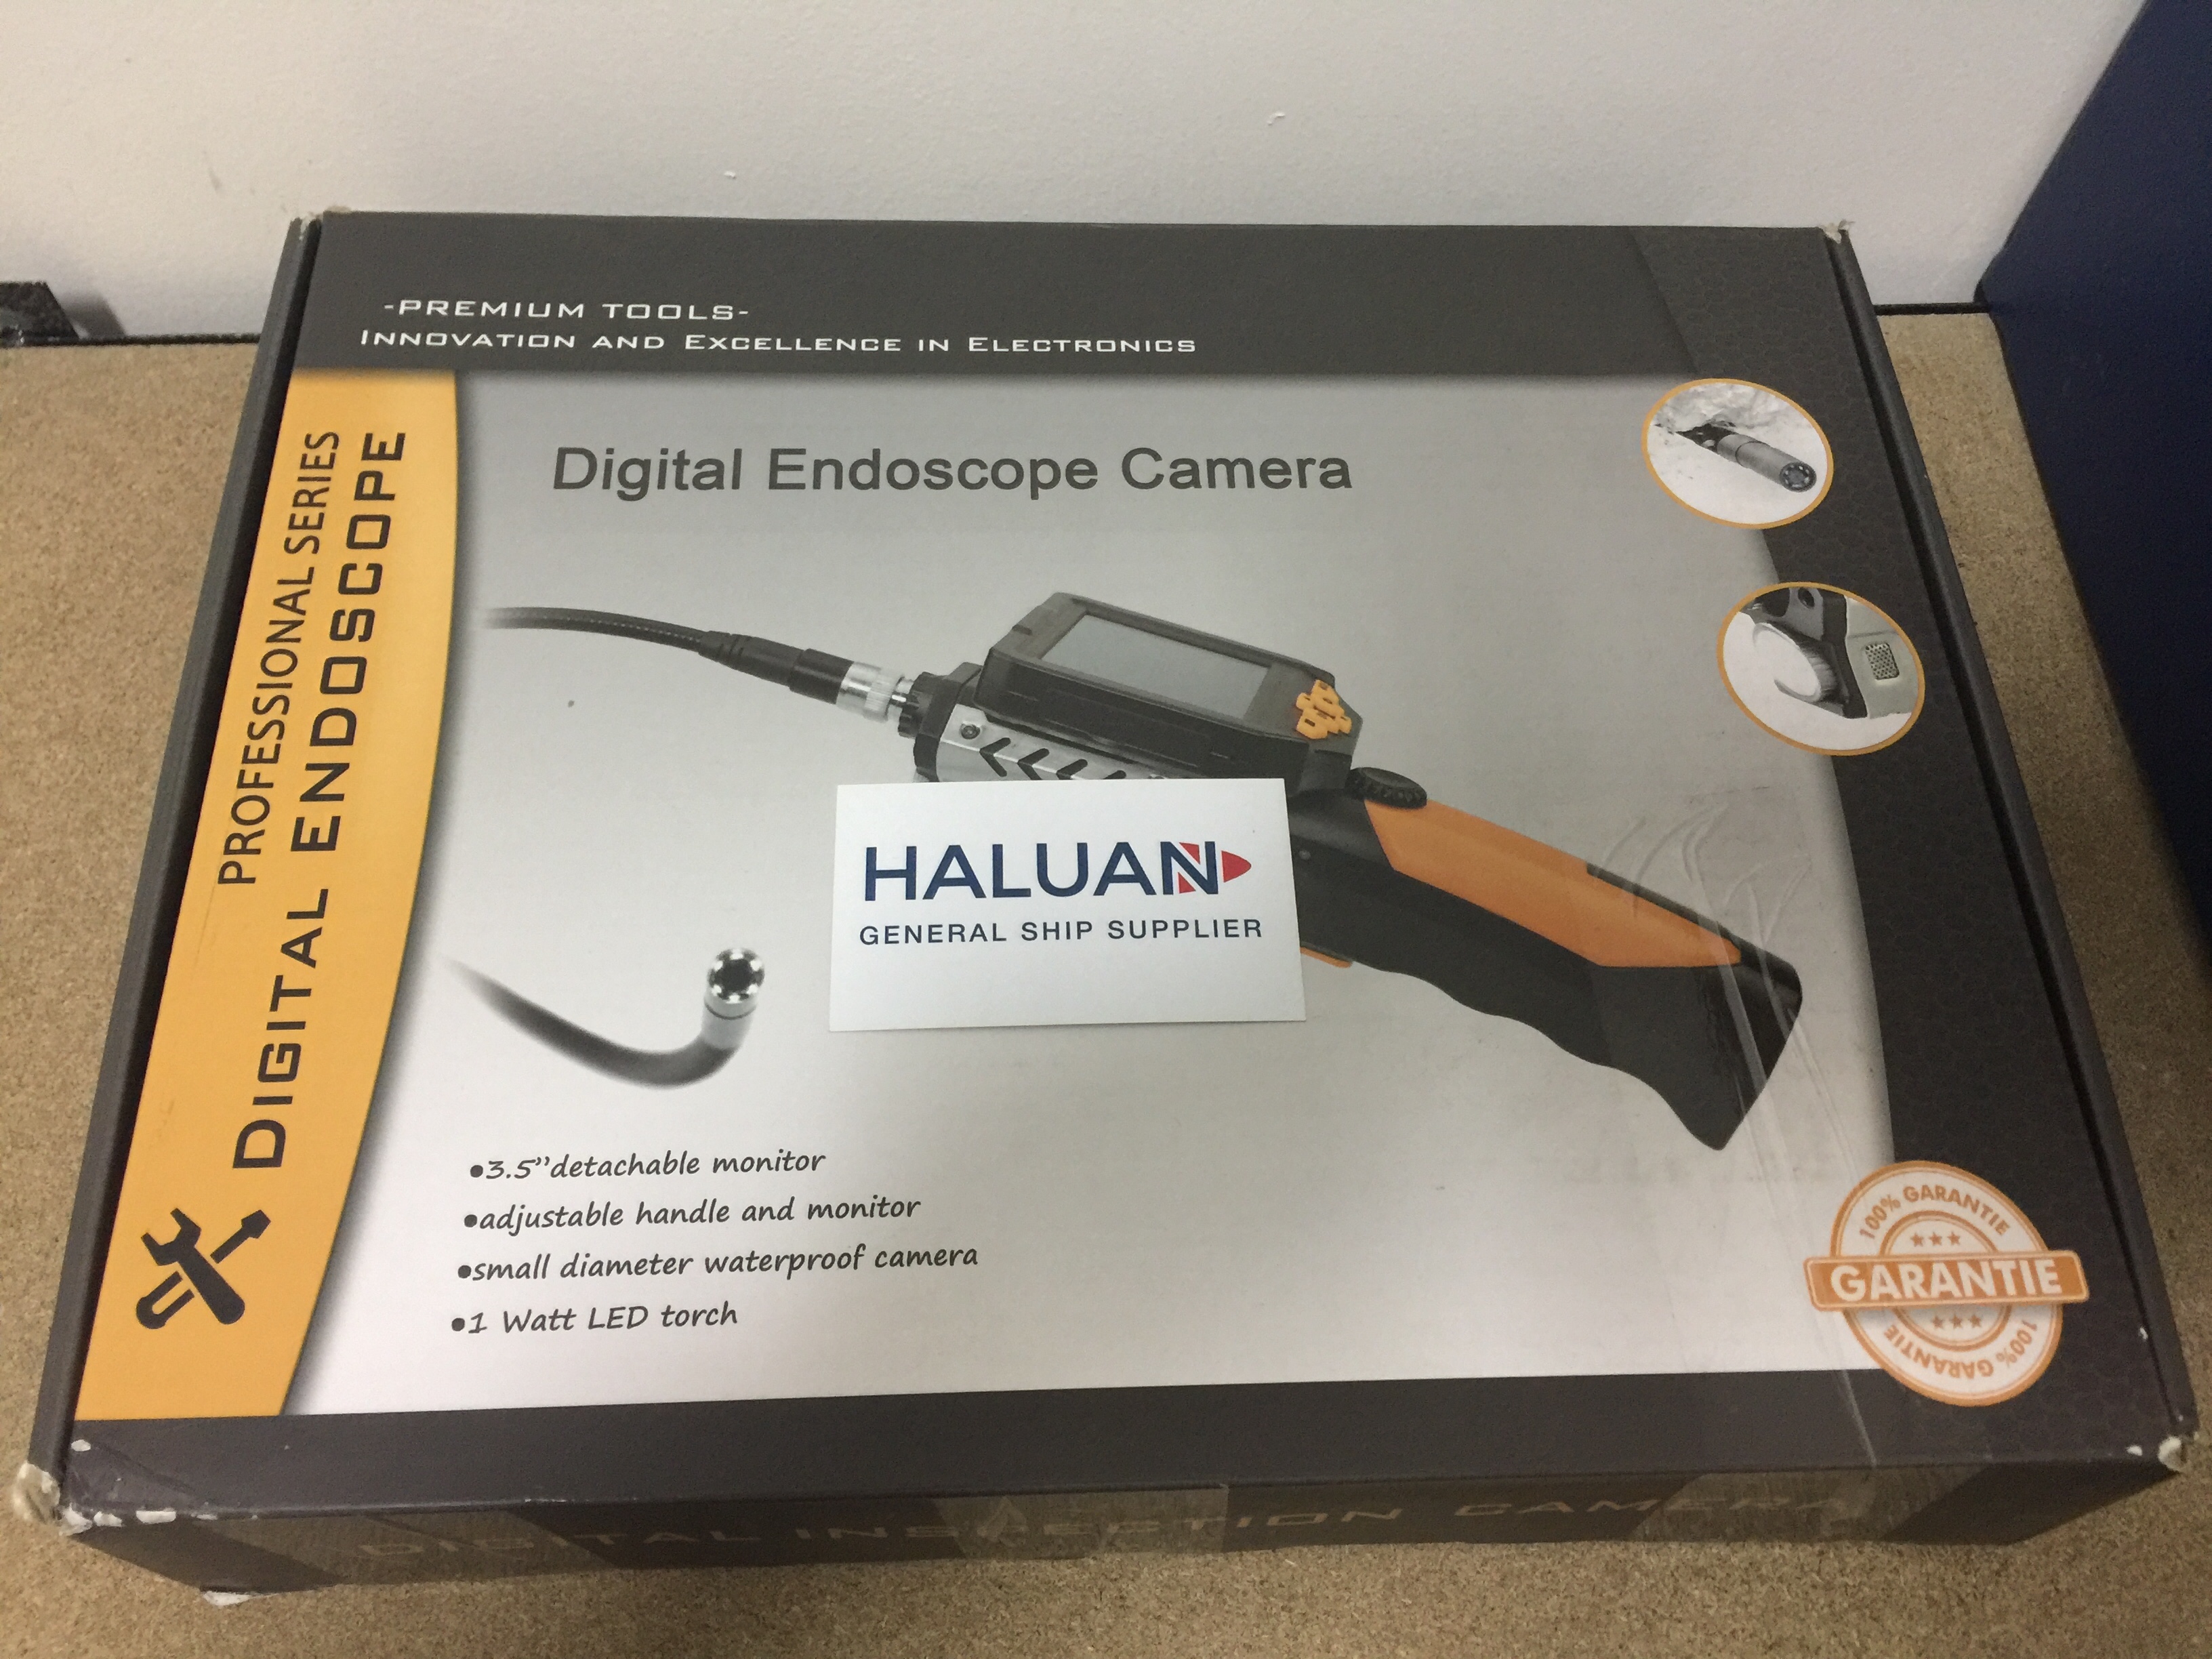 -PREMIUM TOOLS-
INNOVATION AND EXCELLENCE IN ELECTRONICS
PROFESSIONAL SERIES
DIGITAL ENDOSCOPE
Digital Endoscope Camera
HALUAN
GENERAL SHIP SUPPLIER
•3.5”detachable monitor
•adjustable handle and monitor
•small diameter waterproof camera
•1 Watt LED torch
100% GARANTIE
GARANTIE
100% GARANTIE
DIGITAL INSPECTION CAMERA